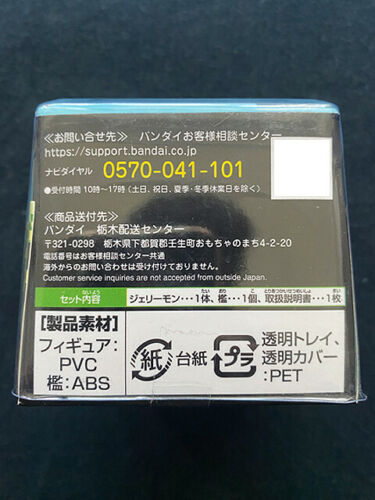 ≪お問い合せ先≫ バンダイお客様相談センター
https://support.bandai.co.jp
ナビダイヤル 0570-041-101
●受付時間 10時〜17時(土日、祝日、夏季・冬季休業日を除く)
≪商品送付先≫
バンダイ 栃木配送センター
〒321-0298 栃木県下都賀郡壬生町おもちゃのまち4-2-20
電話番号はお客様相談センター共通
海外からのお問い合わせは受け付けておりません。
Customer service inquiries are not accepted from outside Japan.
セット内容 ジェリーモン…1体、檻…1個、取扱説明書…1枚
【製品素材】
フィギュア:
PVC
檻:ABS
紙 台紙
プラ 透明トレイ、
透明カバー
:PET